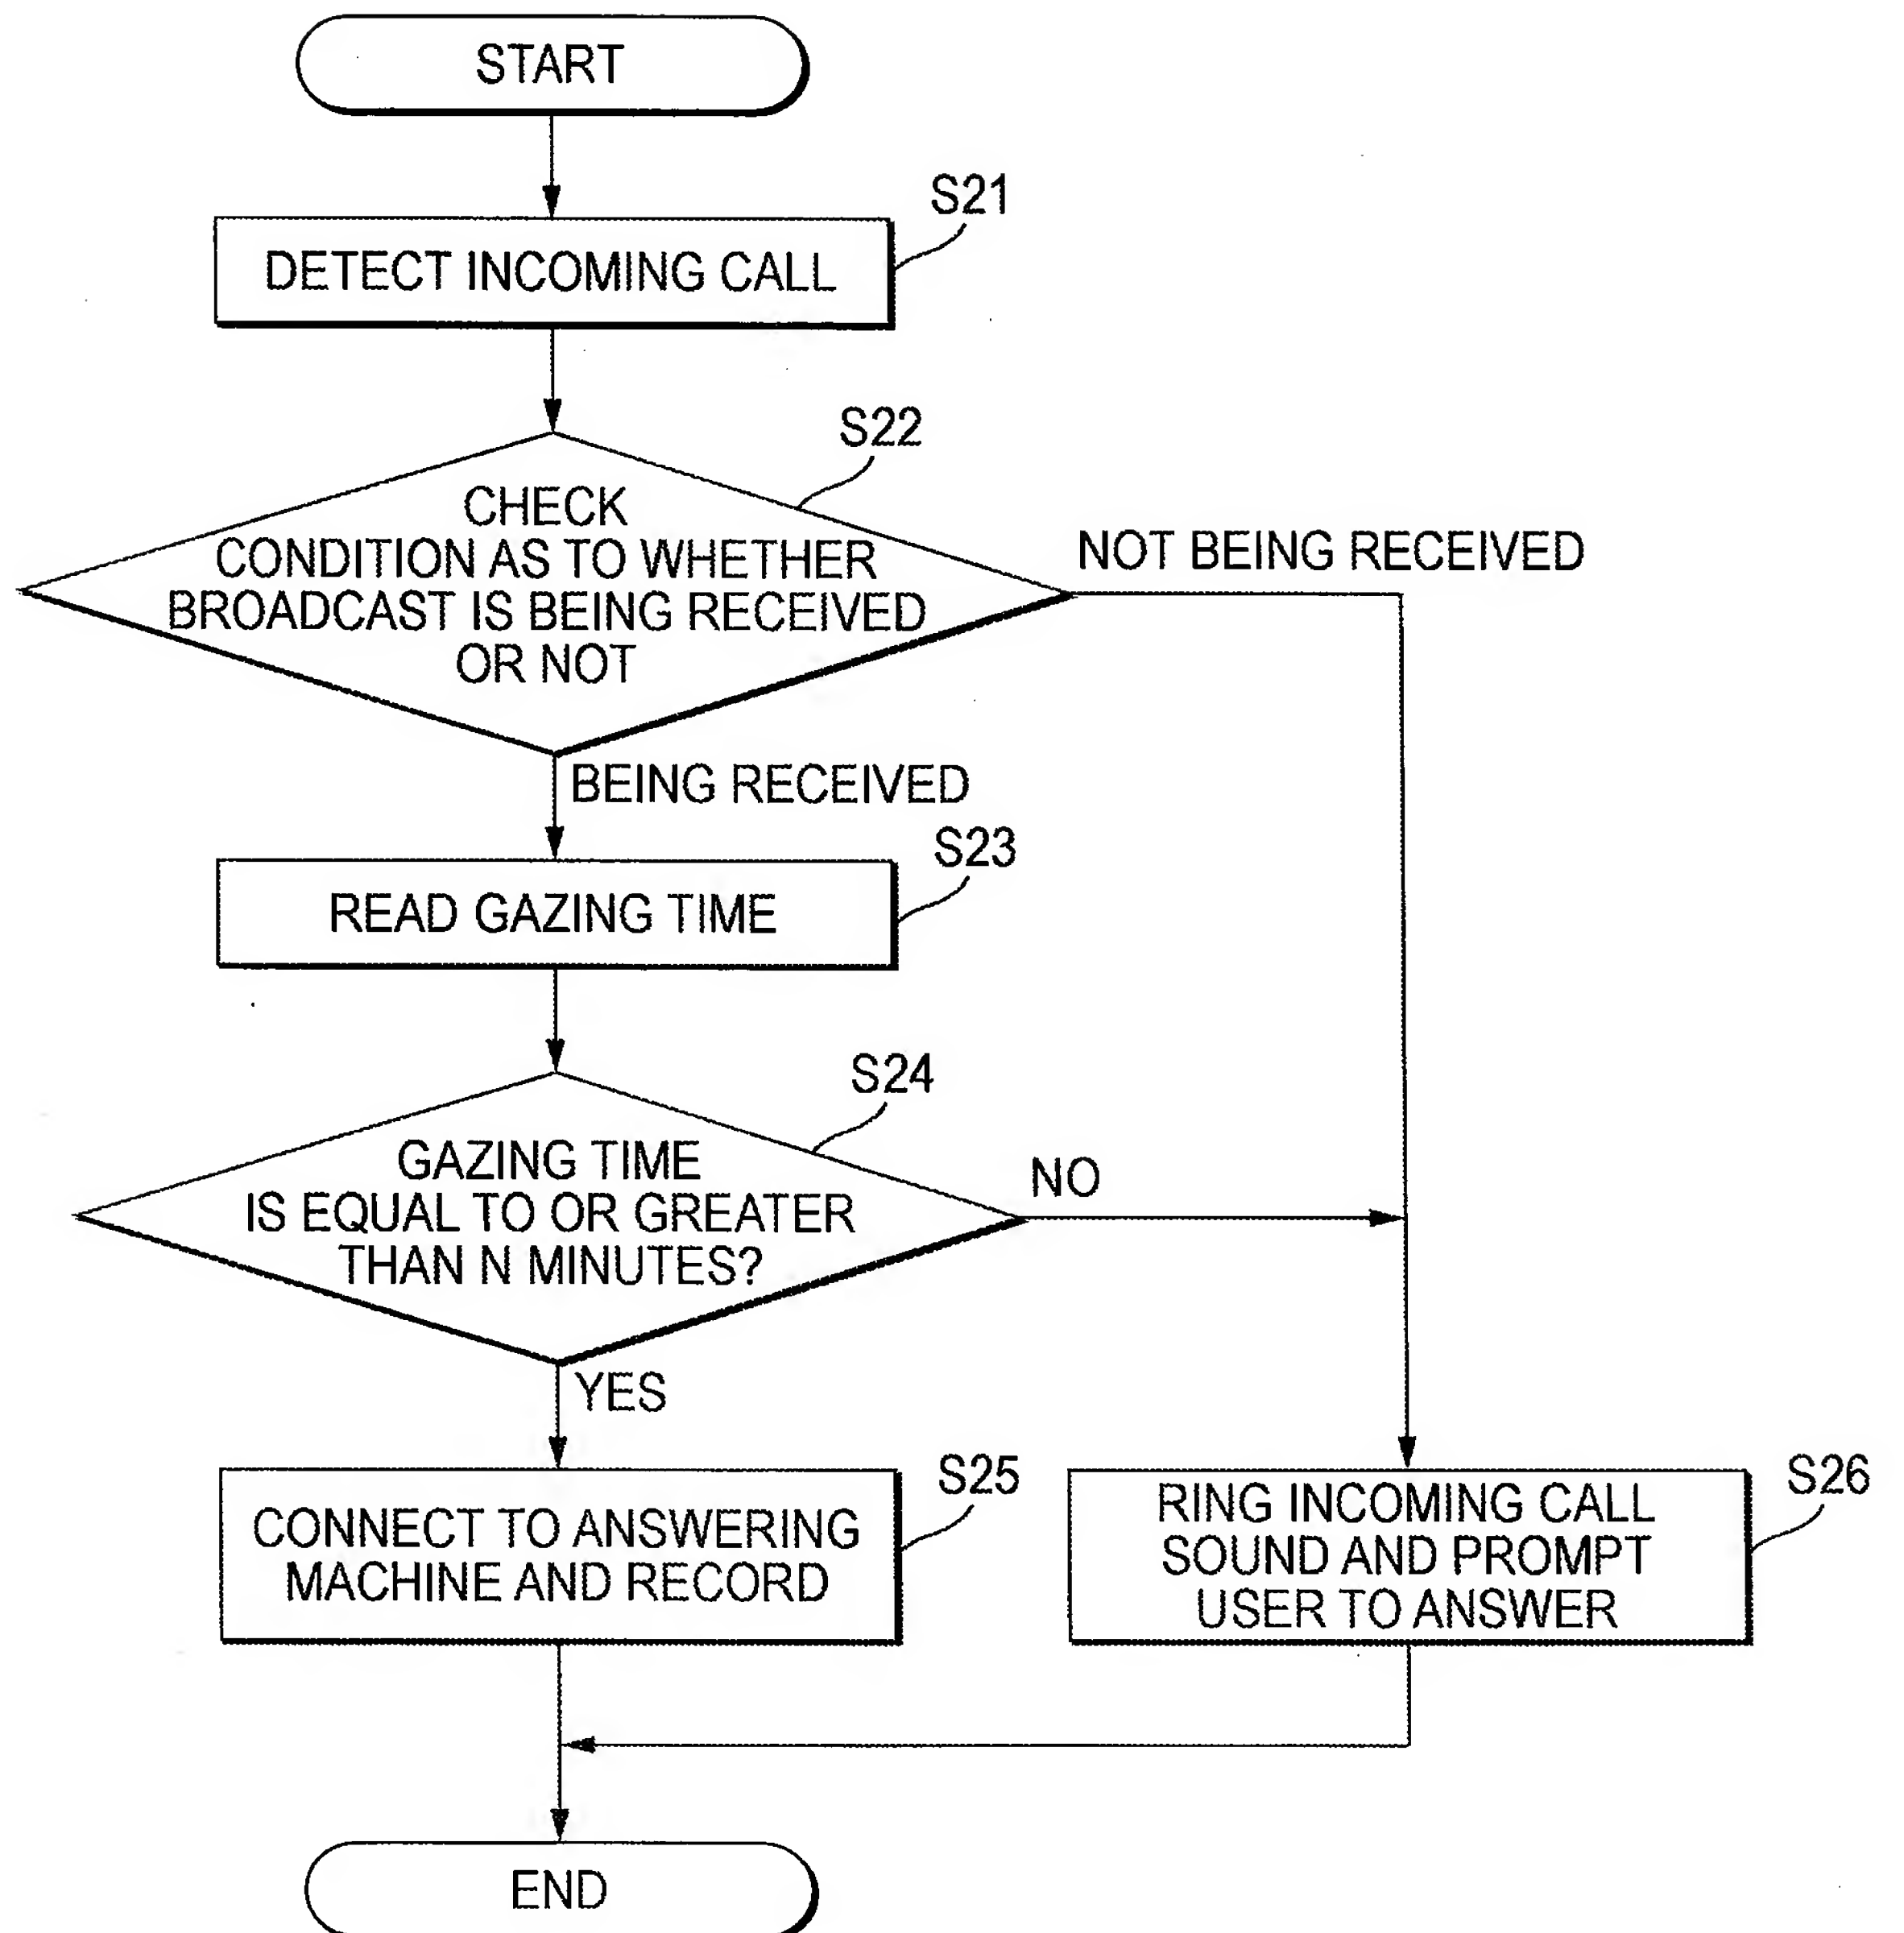 START
S21
DETECT INCOMING CALL
S22
CHECK
CONDITION AS TO WHETHER
BROADCAST IS BEING RECEIVED
OR NOT
NOT BEING RECEIVED
BEING RECEIVED
S23
READ GAZING TIME
S24
GAZING TIME
IS EQUAL TO OR GREATER
THAN N MINUTES?
NO
YES
S25
CONNECT TO ANSWERING
MACHINE AND RECORD
S26
RING INCOMING CALL
SOUND AND PROMPT
USER TO ANSWER
END